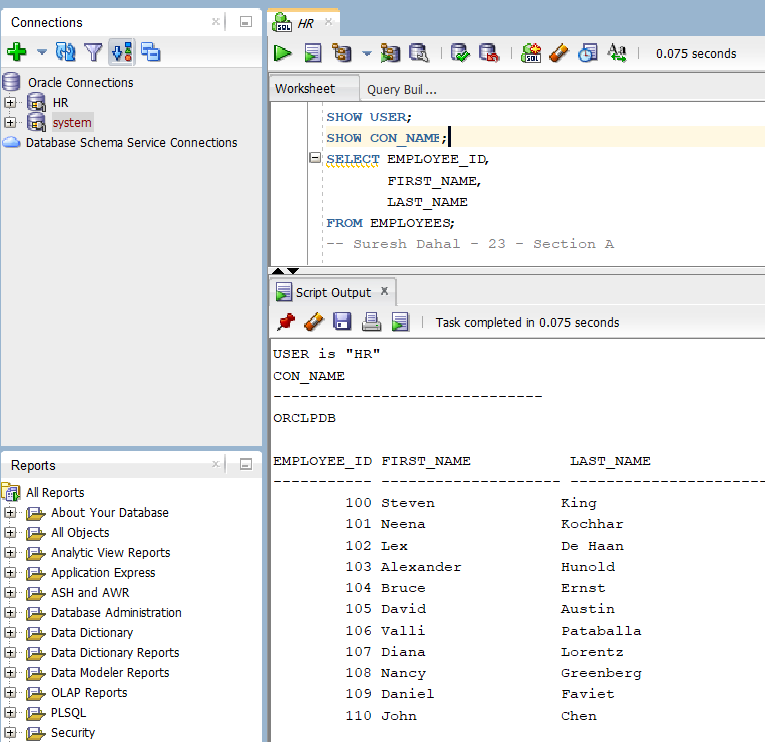 Connections
Oracle Connections
HR
system
Database Schema Service Connections
Reports
All Reports
About Your Database
All Objects
Analytic View Reports
Application Express
ASH and AWR
Database Administration
Data Dictionary
Data Dictionary Reports
Data Modeler Reports
OLAP Reports
PLSQL
Security
SQL HR
SQL 0.075 seconds
Worksheet Query Buil ...
SHOW USER;
SHOW CON_NAME;
SELECT EMPLOYEE_ID,
FIRST_NAME,
LAST_NAME
FROM EMPLOYEES;
-- Suresh Dahal - 23 - Section A
Script Output x
Task completed in 0.075 seconds
USER is "HR"
CON_NAME
------------------------------
ORCLPDB
EMPLOYEE_ID FIRST_NAME LAST_NAME
----------- -------------------- ----------------------
100 Steven King
101 Neena Kochhar
102 Lex De Haan
103 Alexander Hunold
104 Bruce Ernst
105 David Austin
106 Valli Pataballa
107 Diana Lorentz
108 Nancy Greenberg
109 Daniel Faviet
110 John Chen